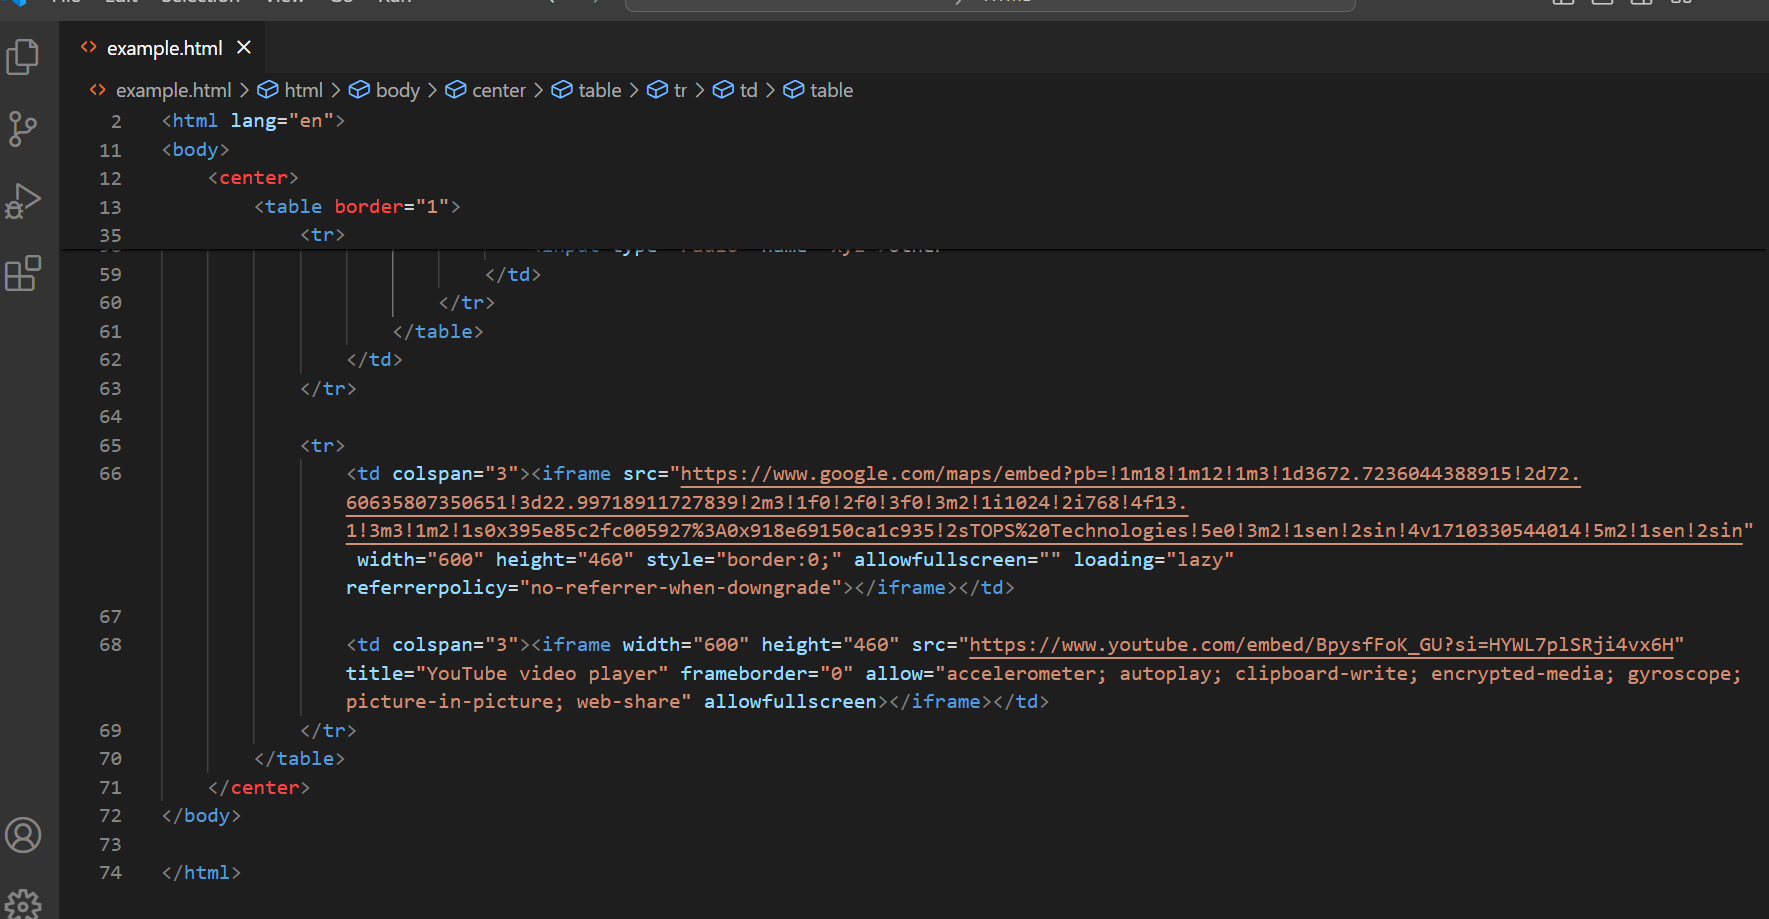 File Edit Selection View Go Run
example.html ×
example.html > html > body > center > table > tr > td > table
2 <html lang="en">
11 <body>
12 <center>
13 <table border="1">
35 <tr>
59 </td>
60 </tr>
61 </table>
62 </td>
63 </tr>
64
65 <tr>
66 <td colspan="3"><iframe src="https://www.google.com/maps/embed?pb=!1m18!1m12!1m3!1d3672.7236044388915!2d72.
60635807350651!3d22.99718911727839!2m3!1f0!2f0!3f0!3m2!1i1024!2i768!4f13.
1!3m3!1m2!1s0x395e85c2fc005927%3A0x918e69150ca1c935!2sTOPS%20Technologies!5e0!3m2!1sen!2sin!4v1710330544014!5m2!1sen!2sin"
width="600" height="460" style="border:0;" allowfullscreen="" loading="lazy"
referrerpolicy="no-referrer-when-downgrade"></iframe></td>
67
68 <td colspan="3"><iframe width="600" height="460" src="https://www.youtube.com/embed/BpysfFoK_GU?si=HYWL7plSRji4vx6H"
title="YouTube video player" frameborder="0" allow="accelerometer; autoplay; clipboard-write; encrypted-media; gyroscope;
picture-in-picture; web-share" allowfullscreen></iframe></td>
69 </tr>
70 </table>
71 </center>
72 </body>
73
74 </html>